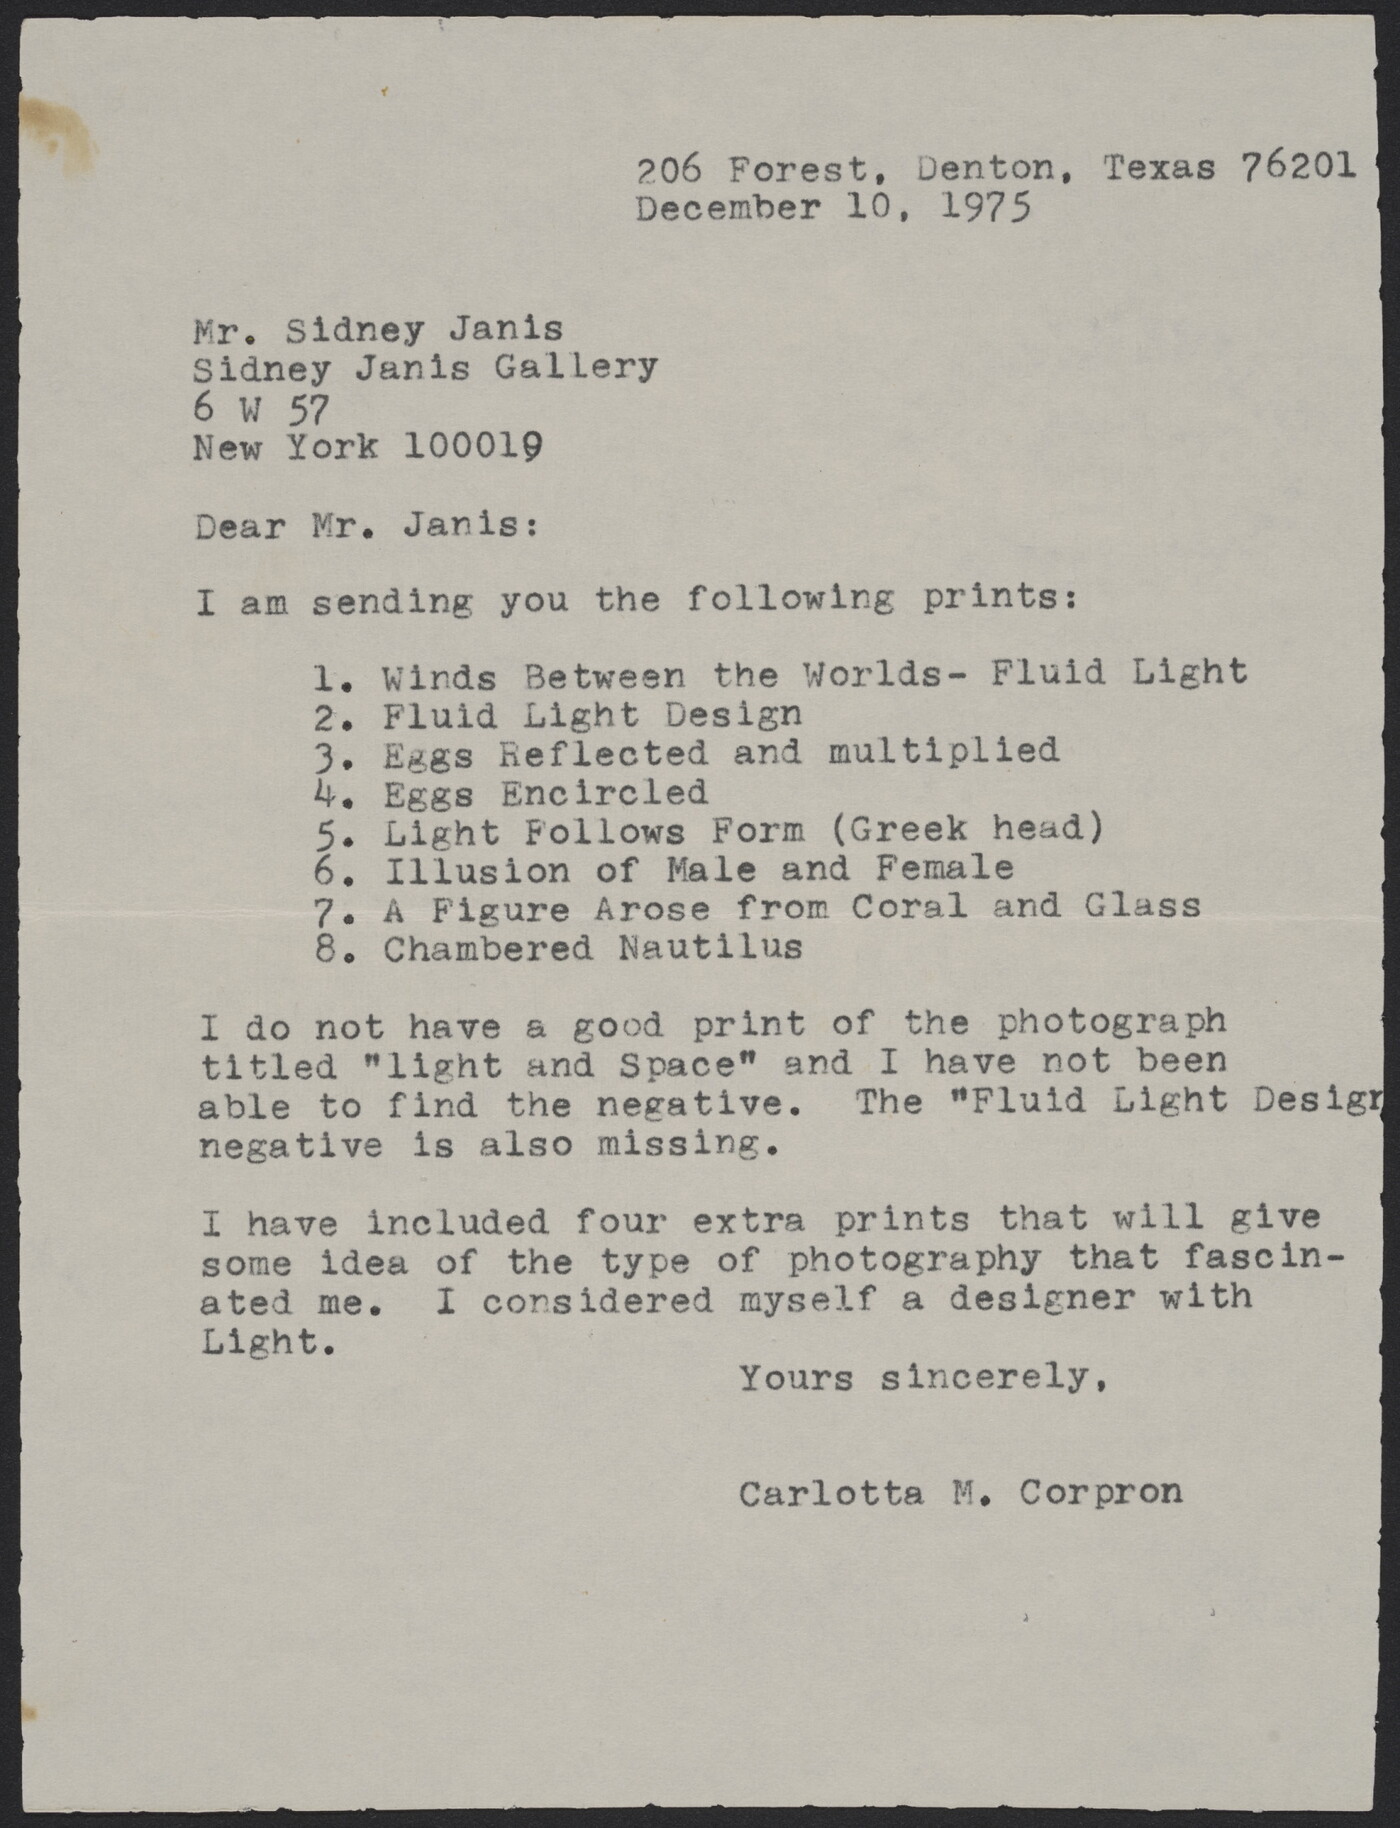 206 Forest, Denton, Texas 76201
December 10, 1975
Mr. Sidney Janis
Sidney Janis Gallery
6 W 57
New York 100019
Dear Mr. Janis:
I am sending you the following prints:
1. Winds Between the Worlds- Fluid Light
2. Fluid Light Design
3. Eggs Reflected and multiplied
4. Eggs Encircled
5. Light Follows Form (Greek head)
6. Illusion of Male and Female
7. A Figure Arose from Coral and Glass
8. Chambered Nautilus
I do not have a good print of the photograph
titled "light and Space" and I have not been
able to find the negative. The "Fluid Light Design
negative is also missing.
I have included four extra prints that will give
some idea of the type of photography that fascin-
ated me. I considered myself a designer with
Light.
Yours sincerely,
Carlotta M. Corpron